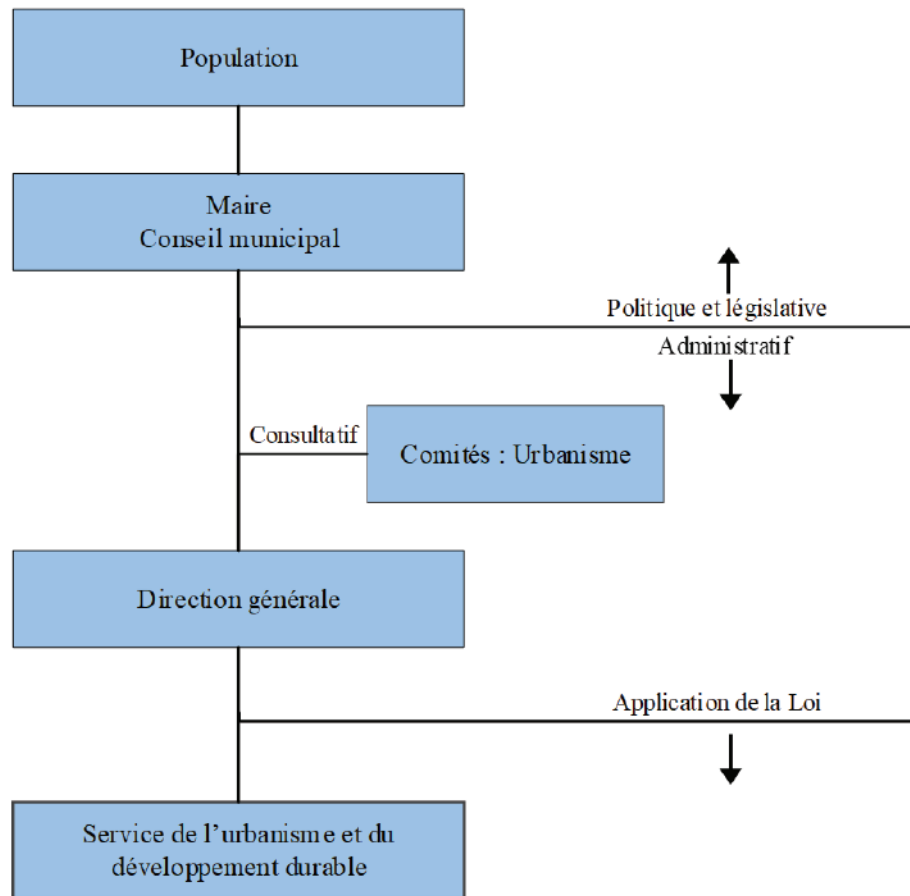 Population
Maire
Conseil municipal
Politique et législative
Administratif
Consultatif
Comités : Urbanisme
Direction générale
Application de la Loi
Service de l’urbanisme et du
développement durable